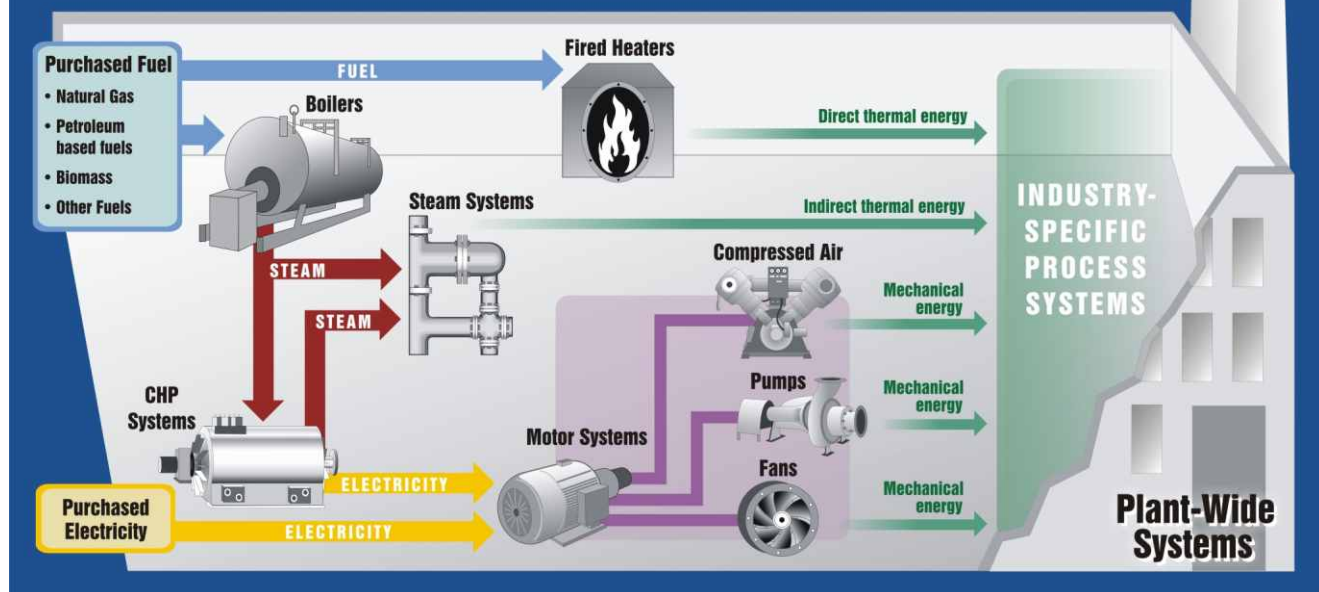 Purchased Fuel
• Natural Gas
• Petroleum
based fuels
• Biomass
• Other Fuels
FUEL
Fired Heaters
Boilers
Direct thermal energy
Steam Systems
Indirect thermal energy
INDUSTRY-
SPECIFIC
PROCESS
SYSTEMS
STEAM
STEAM
Compressed Air
Mechanical
energy
CHP
Systems
Pumps
Mechanical
energy
Motor Systems
Fans
Mechanical
energy
ELECTRICITY
Purchased
Electricity
ELECTRICITY
Plant-Wide
Systems